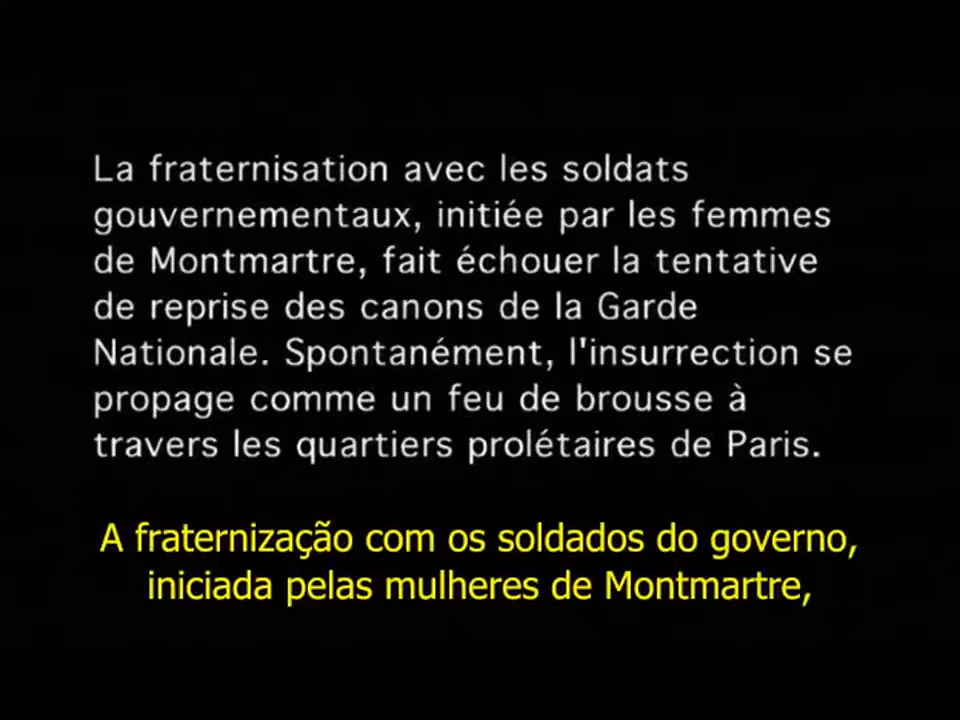 La fraternisation avec les soldats
gouvernementaux, initiée par les femmes
de Montmartre, fait échouer la tentative
de reprise des canons de la Garde
Nationale. Spontanément, l'insurrection se
propage comme un feu de brousse à
travers les quartiers prolétaires de Paris.
A fraternização com os soldados do governo,
iniciada pelas mulheres de Montmartre,